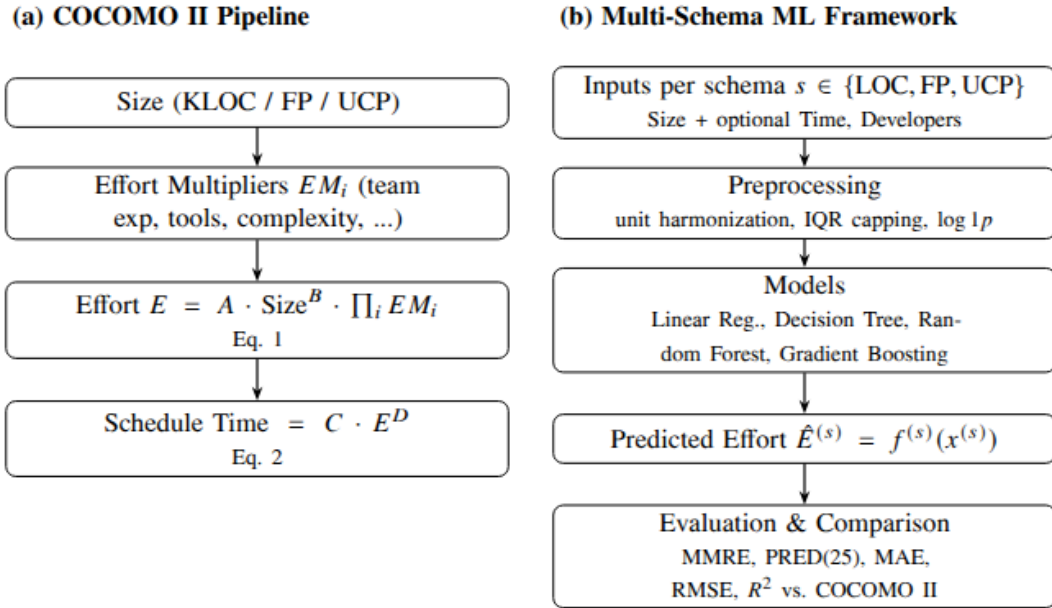 (a) COCOMO II Pipeline
Size (KLOC / FP / UCP)
Effort Multipliers EM_i (team
exp, tools, complexity, ...)
Effort E = A · Size^B · ∏_i EM_i
Eq. 1
Schedule Time = C · E^D
Eq. 2
(b) Multi-Schema ML Framework
Inputs per schema s ∈ {LOC, FP, UCP}
Size + optional Time, Developers
Preprocessing
unit harmonization, IQR capping, log 1p
Models
Linear Reg., Decision Tree, Ran-
dom Forest, Gradient Boosting
Predicted Effort Ê^(s) = f^(s)(x^(s))
Evaluation & Comparison
MMRE, PRED(25), MAE,
RMSE, R² vs. COCOMO II